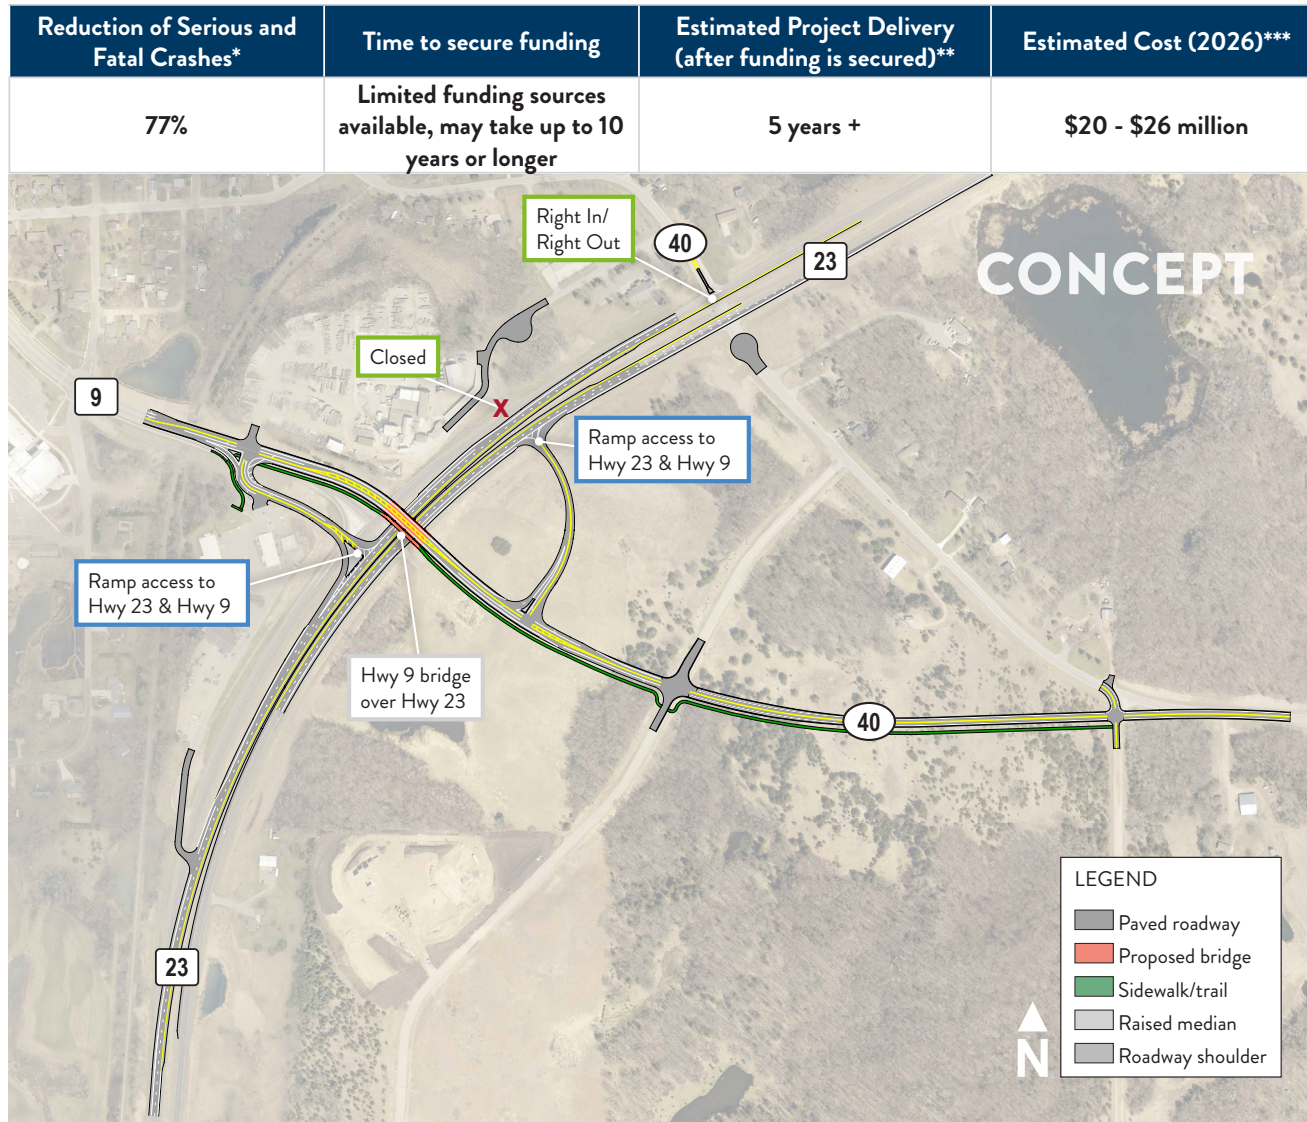 Reduction of Serious and
Fatal Crashes*
Time to secure funding
Estimated Project Delivery
(after funding is secured)**
Estimated Cost (2026)***
77%
Limited funding sources
available, may take up to 10
years or longer
5 years +
$20 - $26 million
Right In/
Right Out
40
23
CONCEPT
Closed
X
9
Ramp access to
Hwy 23 & Hwy 9
Ramp access to
Hwy 23 & Hwy 9
Hwy 9 bridge
over Hwy 23
40
23
LEGEND
Paved roadway
Proposed bridge
Sidewalk/trail
Raised median
Roadway shoulder
N